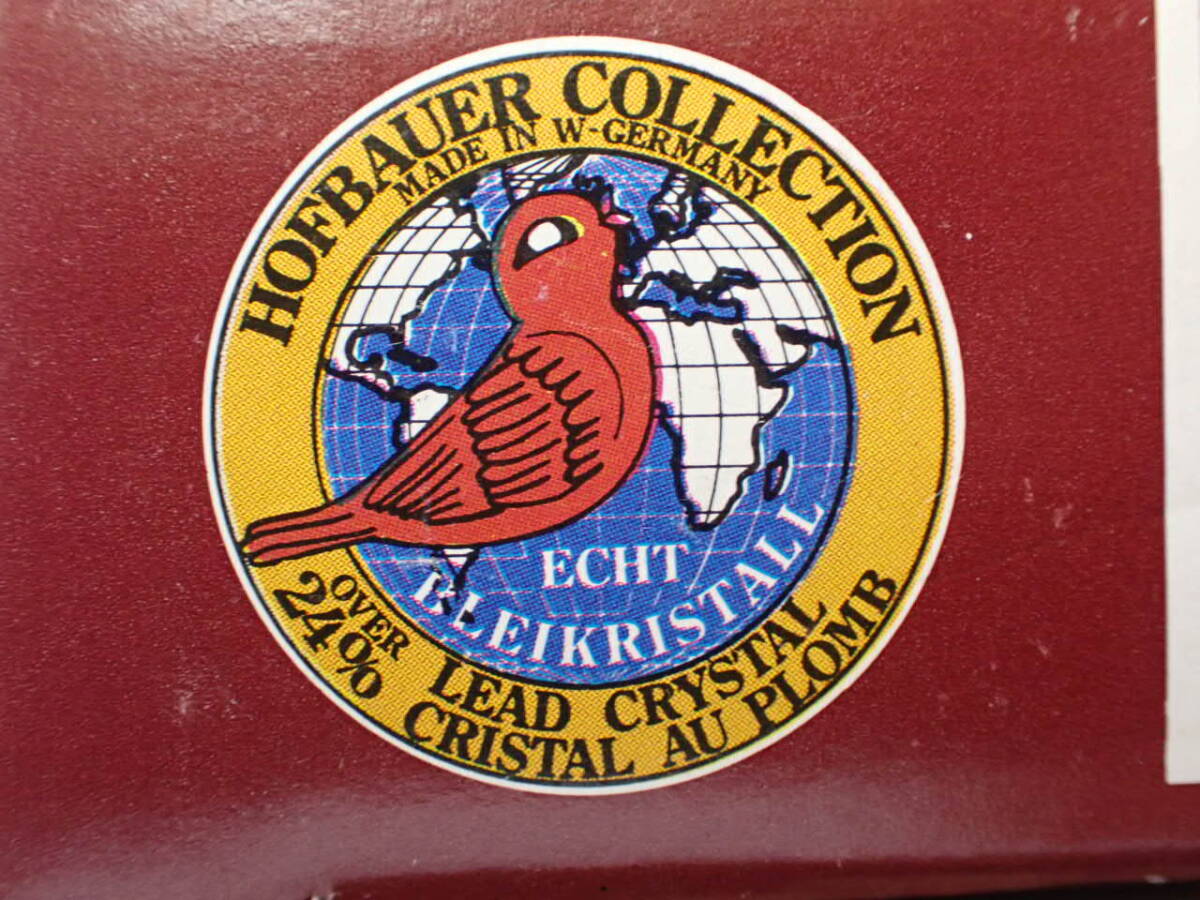 HOFBAUER COLLECTION
MADE IN W-GERMANY
ECHT
BLEIKRISTALL
OVER
24%
LEAD CRYSTAL
CRISTAL AU PLOMB